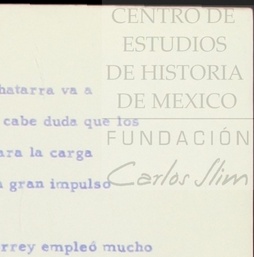 CENTRO DE
ESTUDIOS
DE HISTORIA
DE MEXICO
FUNDACIÓN
Carlos Slim
hatarra va a
cabe duda que los
ara la carga
gran impulso
rrey empleó mucho